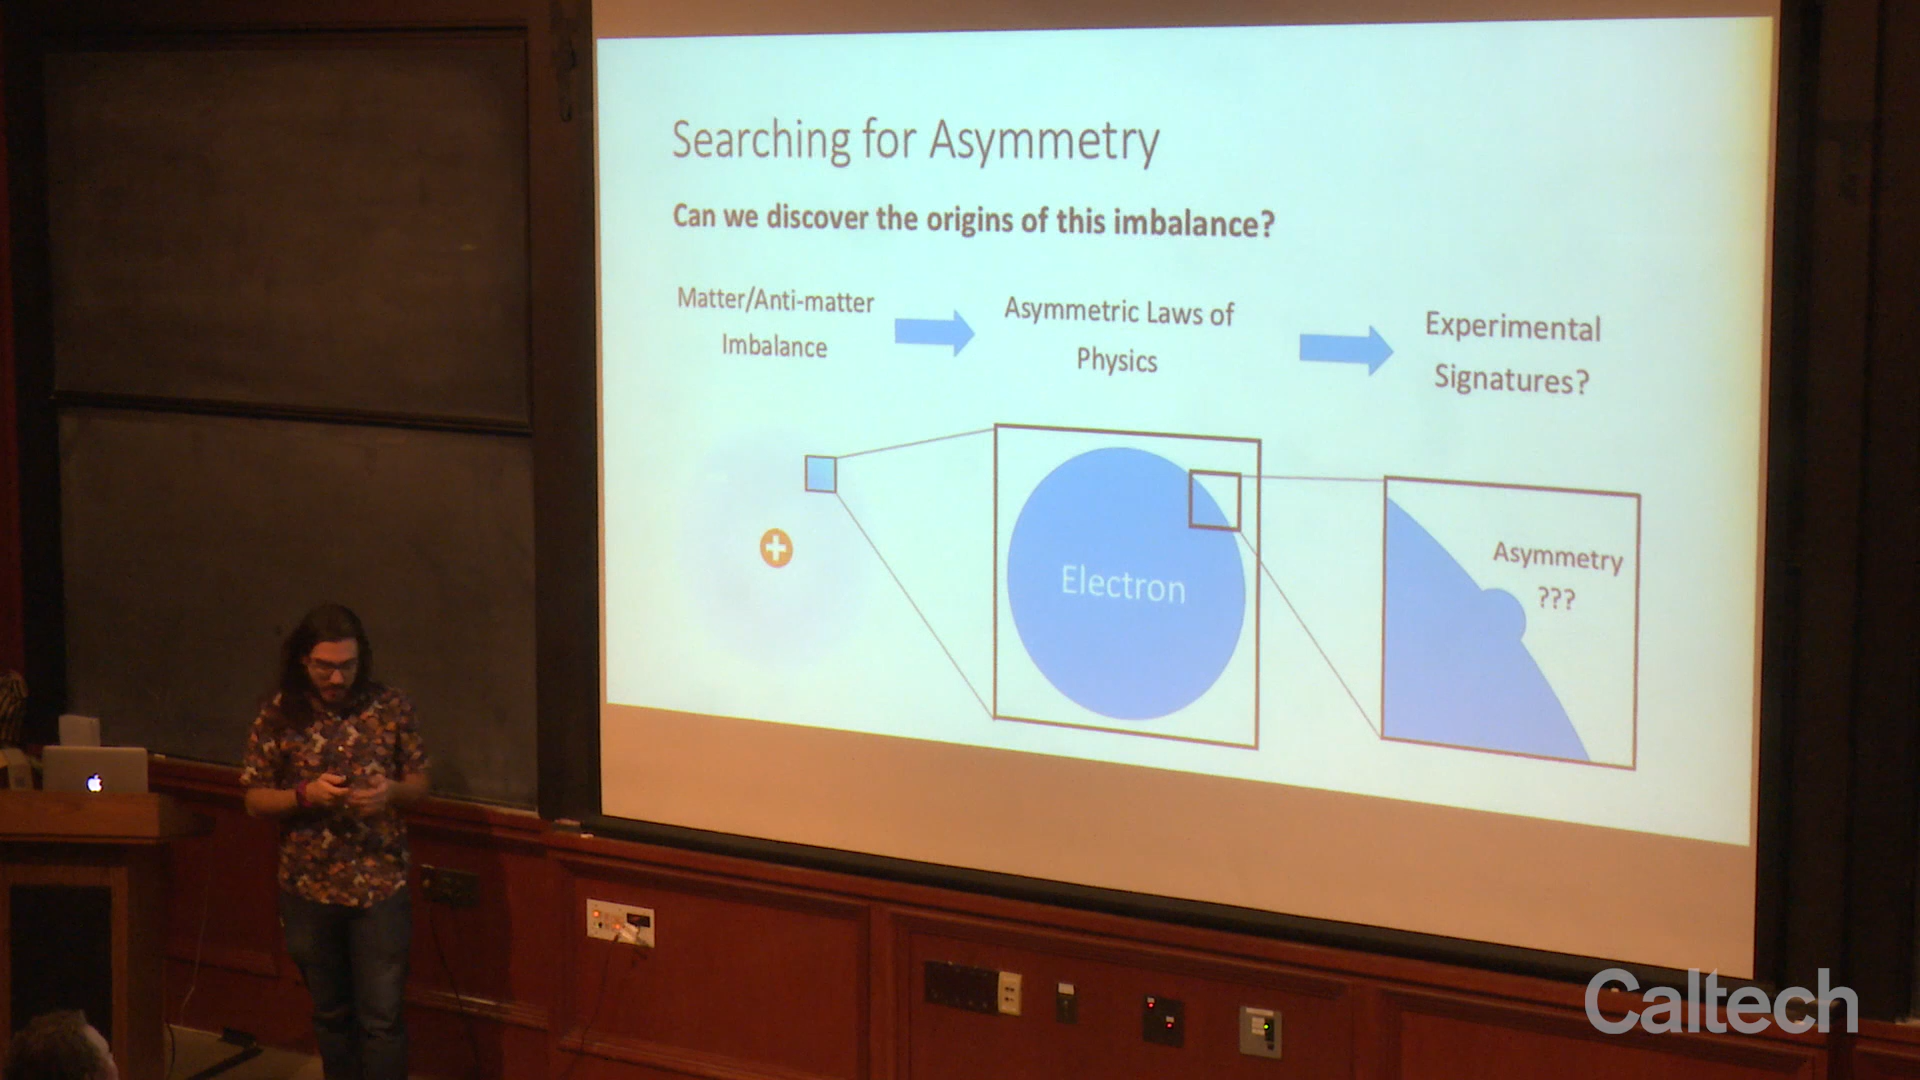 Searching for Asymmetry
Can we discover the origins of this imbalance?
Matter/Anti-matter
Imbalance
Asymmetric Laws of
Physics
Experimental
Signatures?
Electron
Asymmetry
???
Caltech